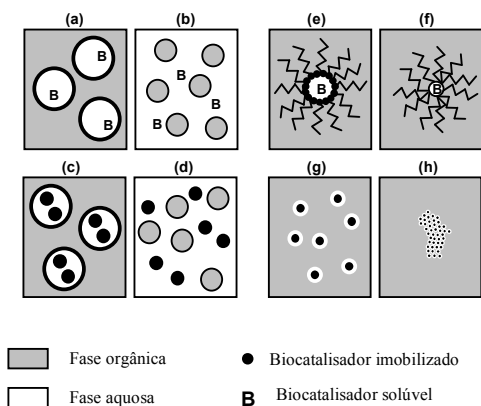 (a) (b) (e) (f)
B B B B
B B B B B
B B
(c) (d) (g) (h)
Fase orgânica Biocatalisador imobilizado
Fase aquosa B Biocatalisador solúvel